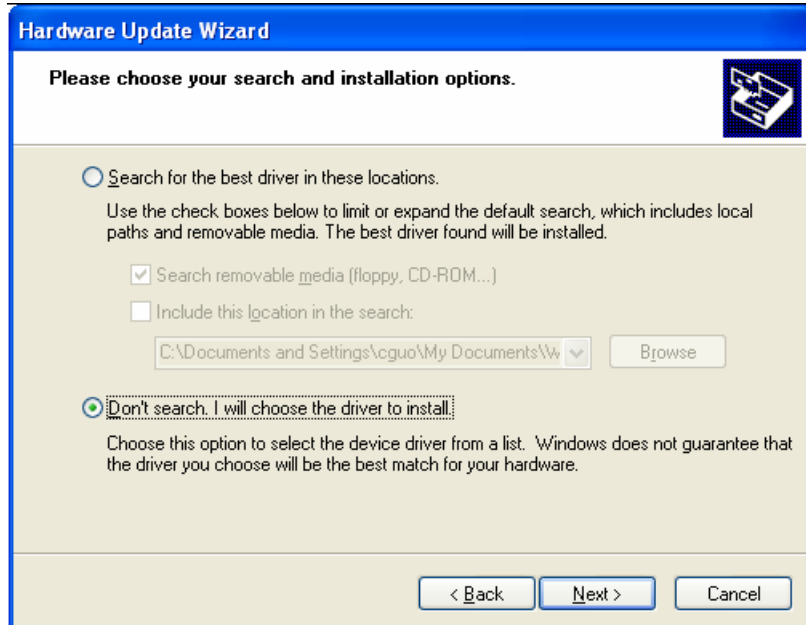 Hardware Update Wizard
Please choose your search and installation options.
Search for the best driver in these locations.
Use the check boxes below to limit or expand the default search, which includes local
paths and removable media. The best driver found will be installed.
Search removable media (floppy, CD-ROM...)
Include this location in the search:
C:\Documents and Settings\cguo\My Documents\W
Browse
Don't search. I will choose the driver to install.
Choose this option to select the device driver from a list. Windows does not guarantee that
the driver you choose will be the best match for your hardware.
< Back Next > Cancel